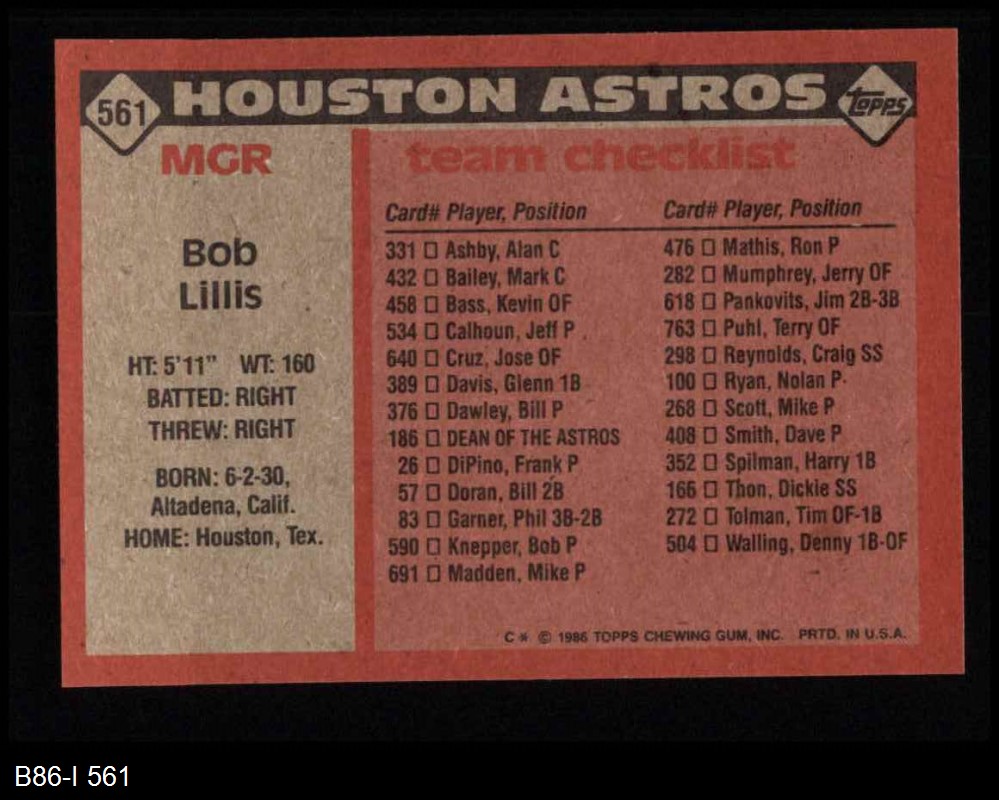 561 HOUSTON ASTROS topps
MGR
Bob
Lillis
HT: 5'11" WT: 160
BATTED: RIGHT
THREW: RIGHT
BORN: 6-2-30,
Altadena, Calif.
HOME: Houston, Tex.
team checklist
Card# Player, Position
331 ☐ Ashby, Alan C
432 ☐ Bailey, Mark C
458 ☐ Bass, Kevin OF
534 ☐ Calhoun, Jeff P
640 ☐ Cruz, Jose OF
389 ☐ Davis, Glenn 1B
376 ☐ Dawley, Bill P
186 ☐ DEAN OF THE ASTROS
26 ☐ DiPino, Frank P
57 ☐ Doran, Bill 2B
83 ☐ Garner, Phil 3B-2B
590 ☐ Knepper, Bob P
691 ☐ Madden, Mike P
Card# Player, Position
476 ☐ Mathis, Ron P
282 ☐ Mumphrey, Jerry OF
618 ☐ Pankovits, Jim 2B-3B
763 ☐ Puhl, Terry OF
298 ☐ Reynolds, Craig SS
100 ☐ Ryan, Nolan P
268 ☐ Scott, Mike P
408 ☐ Smith, Dave P
352 ☐ Spilman, Harry 1B
166 ☐ Thon, Dickie SS
272 ☐ Tolman, Tim OF-1B
504 ☐ Walling, Denny 1B-OF
C* © 1986 TOPPS CHEWING GUM, INC. PRTD. IN U.S.A.
B86-I 561